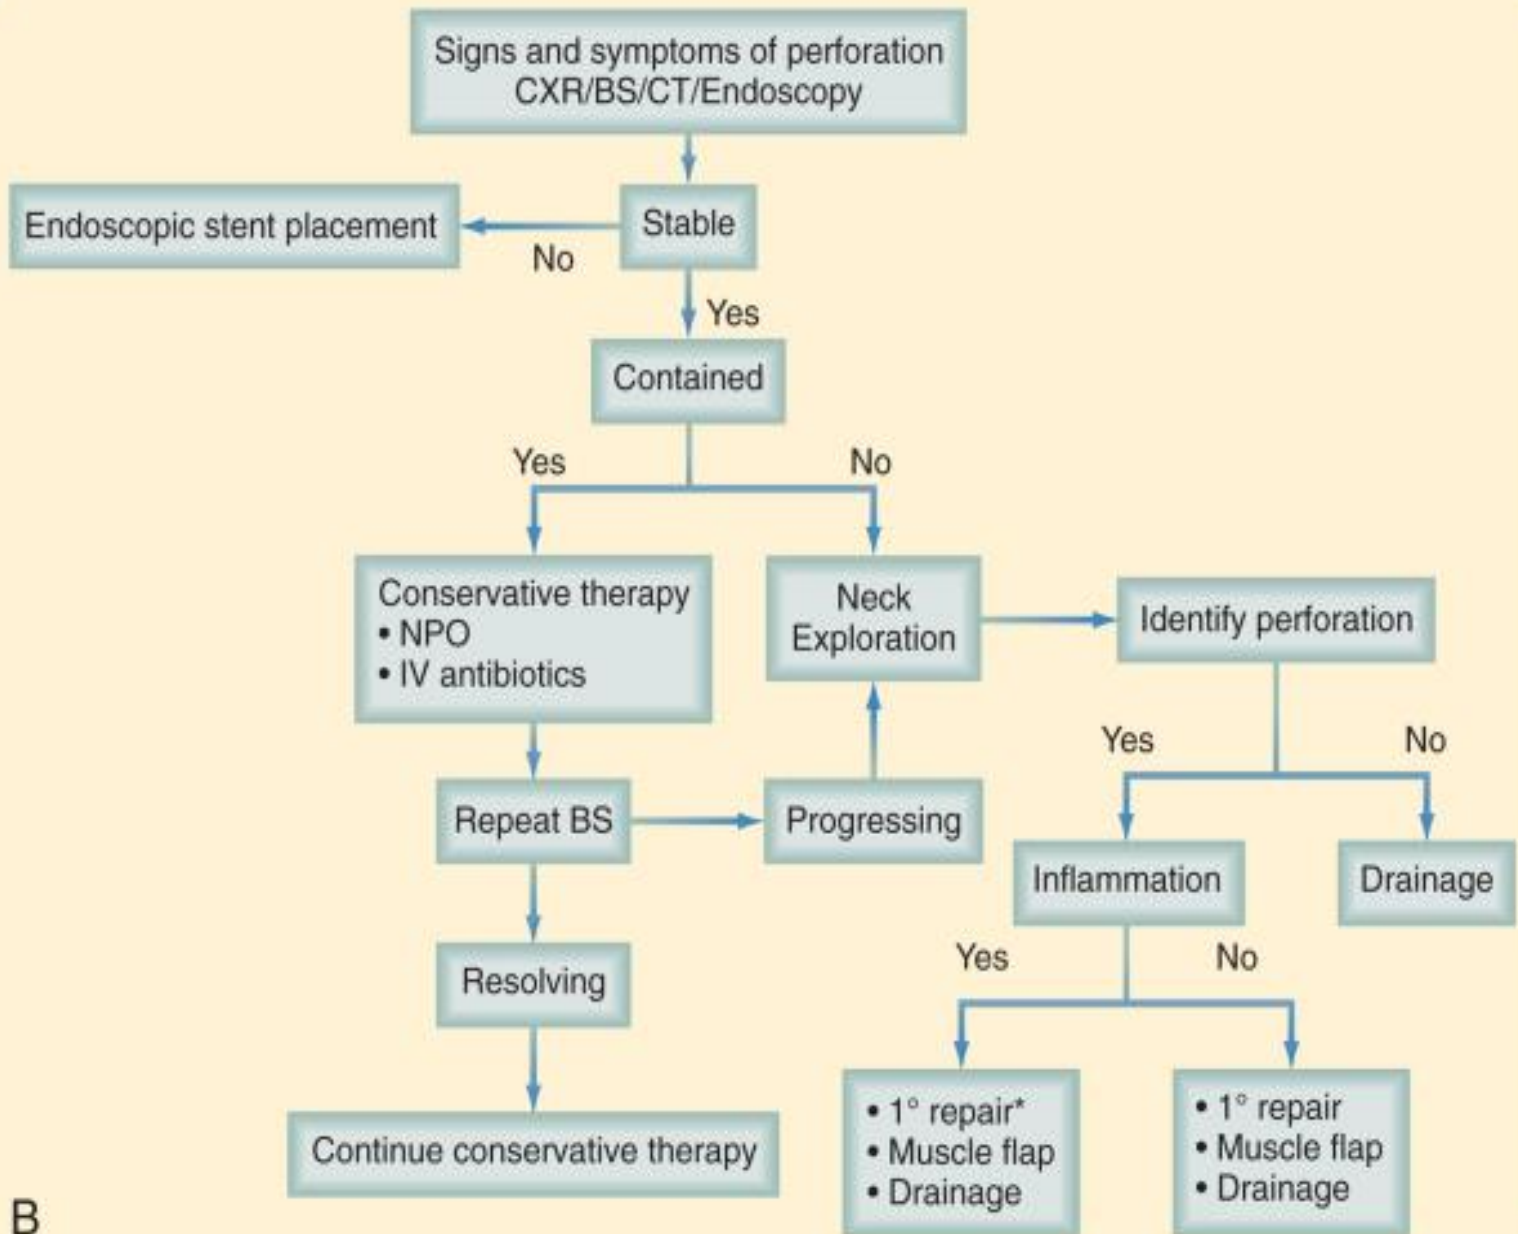 Signs and symptoms of perforation
CXR/BS/CT/Endoscopy
Endoscopic stent placement
Stable
No
Yes
Contained
Yes
No
Conservative therapy
• NPO
• IV antibiotics
Neck
Exploration
Identify perforation
Yes
No
Repeat BS
Progressing
Inflammation
Drainage
Yes
No
Resolving
• 1° repair*
• Muscle flap
• Drainage
• 1° repair
• Muscle flap
• Drainage
Continue conservative therapy
B